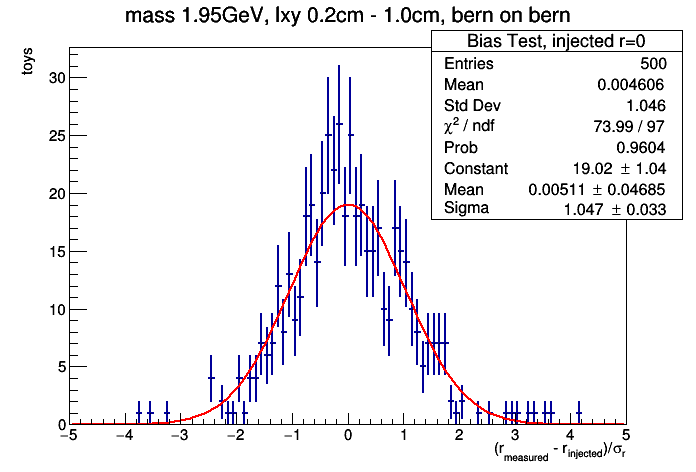 mass 1.95GeV, lxy 0.2cm - 1.0cm, bern on bern
toys
Bias Test, injected r=0
Entries 500
Mean 0.004606
Std Dev 1.046
χ² / ndf 73.99 / 97
Prob 0.9604
Constant 19.02 ± 1.04
Mean 0.00511 ± 0.04685
Sigma 1.047 ± 0.033
30
25
20
15
10
5
0
−5 −4 −3 −2 −1 0 1 2 3 4 5
(r_measured - r_injected)/σ_r